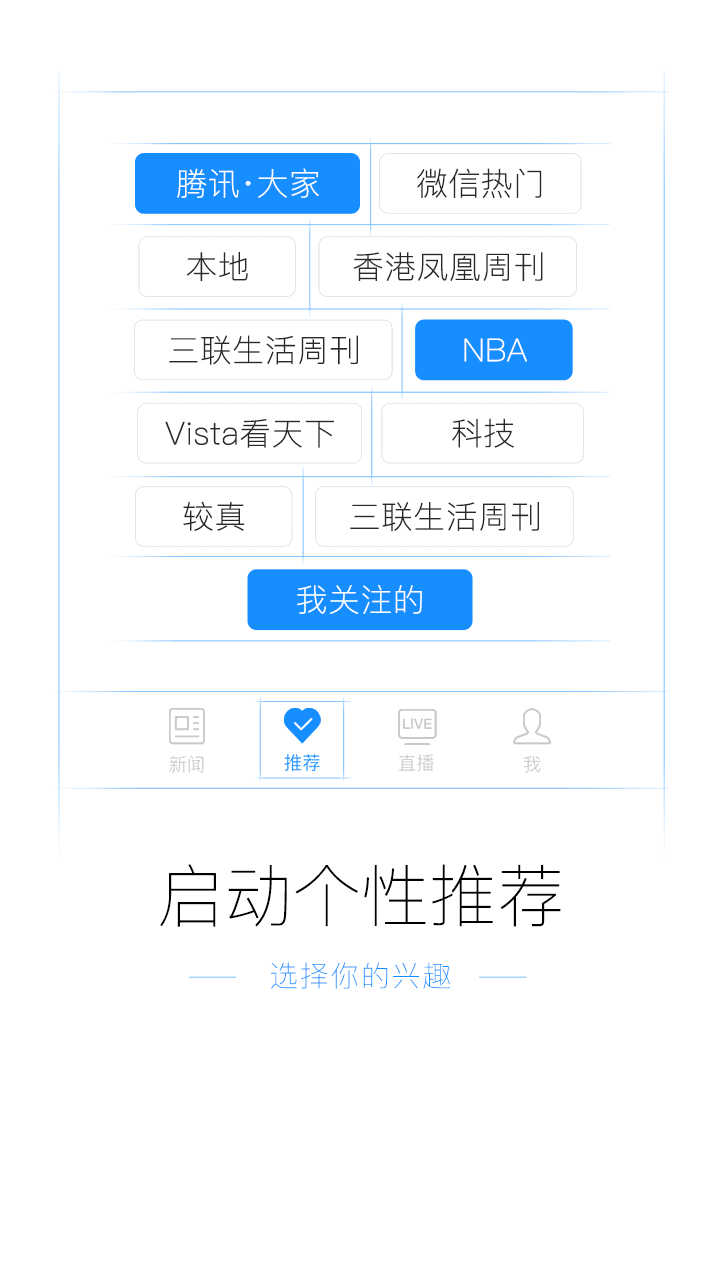 腾讯·大家 微信热门
本地 香港凤凰周刊
三联生活周刊 NBA
Vista看天下 科技
较真 三联生活周刊
我关注的
LIVE
新闻 推荐 直播 我
启动个性推荐
选择你的兴趣